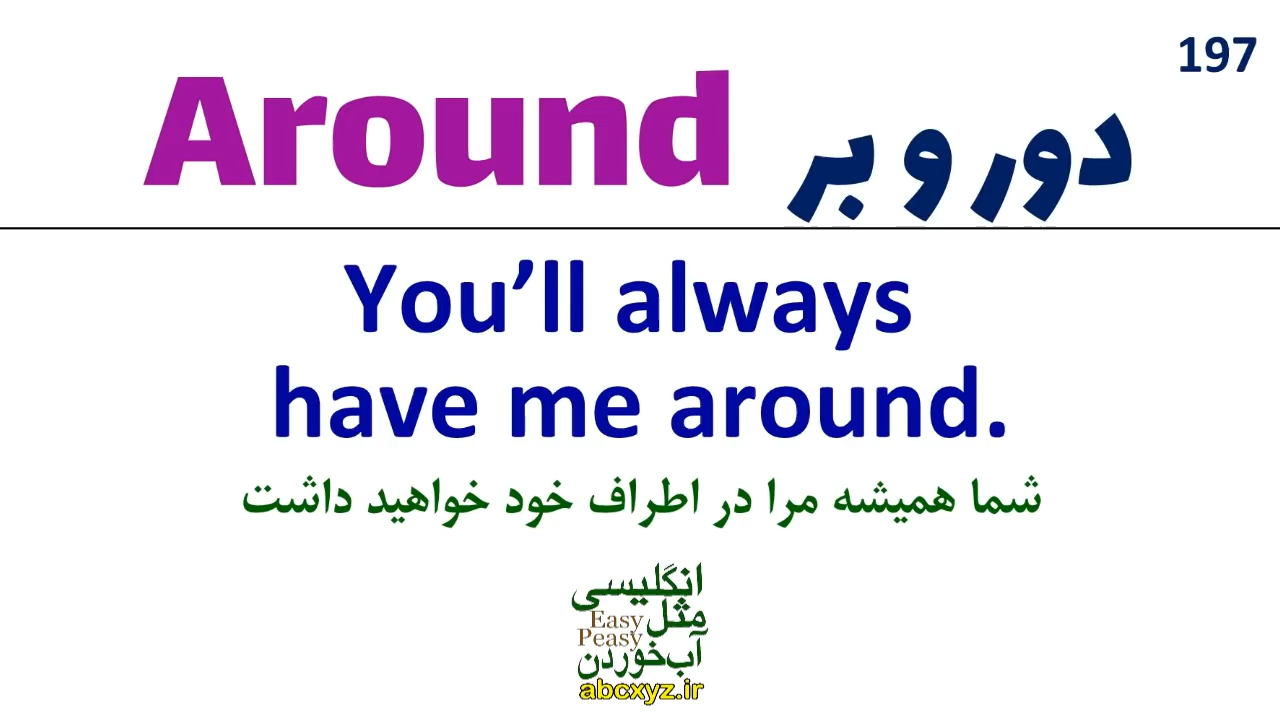 197
Around دور و بر
You’ll always
have me around.
شما همیشه مرا در اطراف خود خواهید داشت
انگلیسی
مثل Easy
Peasy
آب‌خوردن
abcxyz.ir